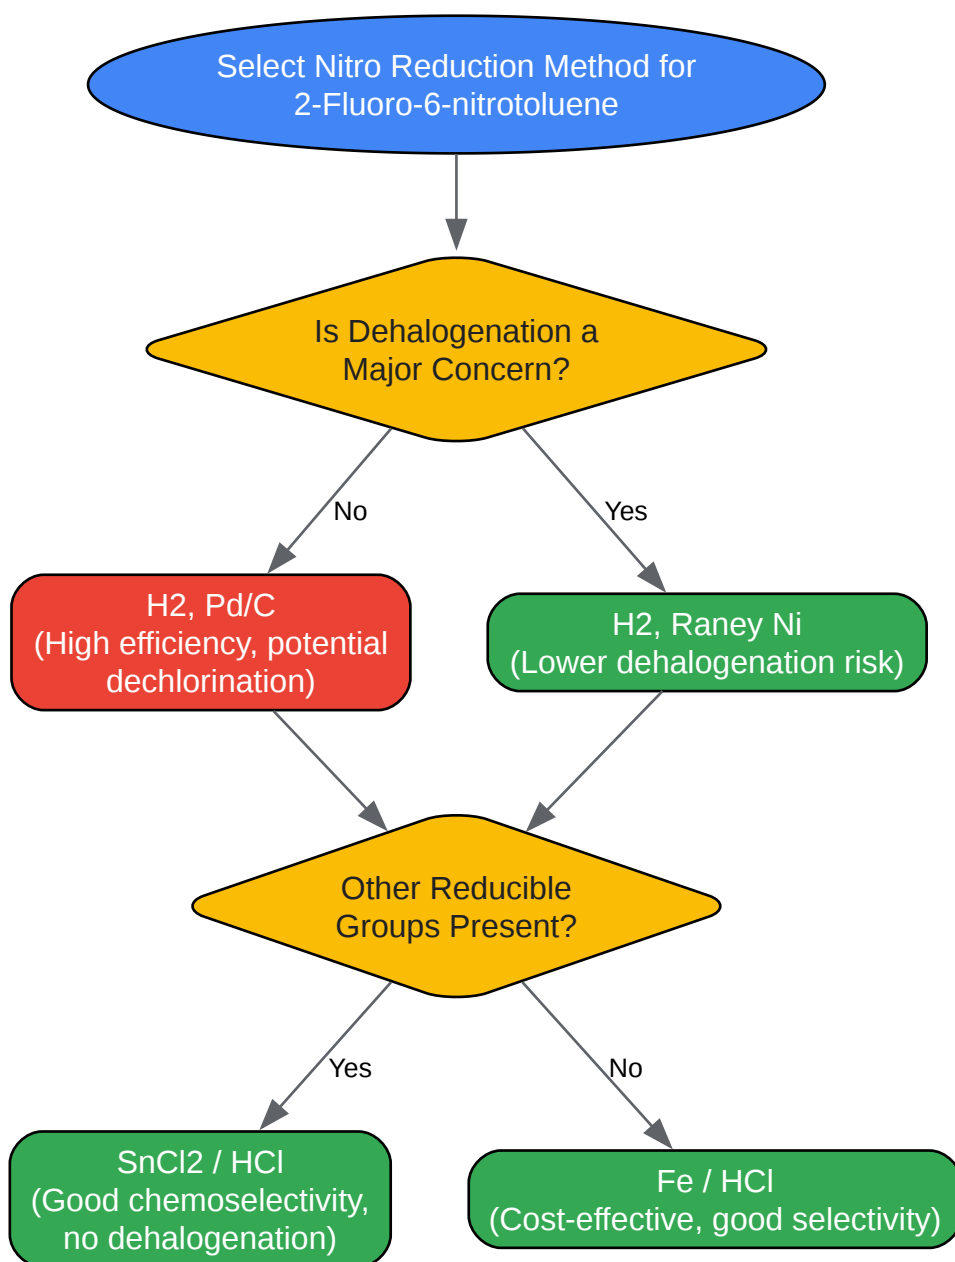 Select Nitro Reduction Method for
2-Fluoro-6-nitrotoluene
Is Dehalogenation a
Major Concern?
No
Yes
H2, Pd/C
(High efficiency, potential
dechlorination)
H2, Raney Ni
(Lower dehalogenation risk)
Other Reducible
Groups Present?
Yes
No
SnCl2 / HCl
(Good chemoselectivity,
no dehalogenation)
Fe / HCl
(Cost-effective, good selectivity)